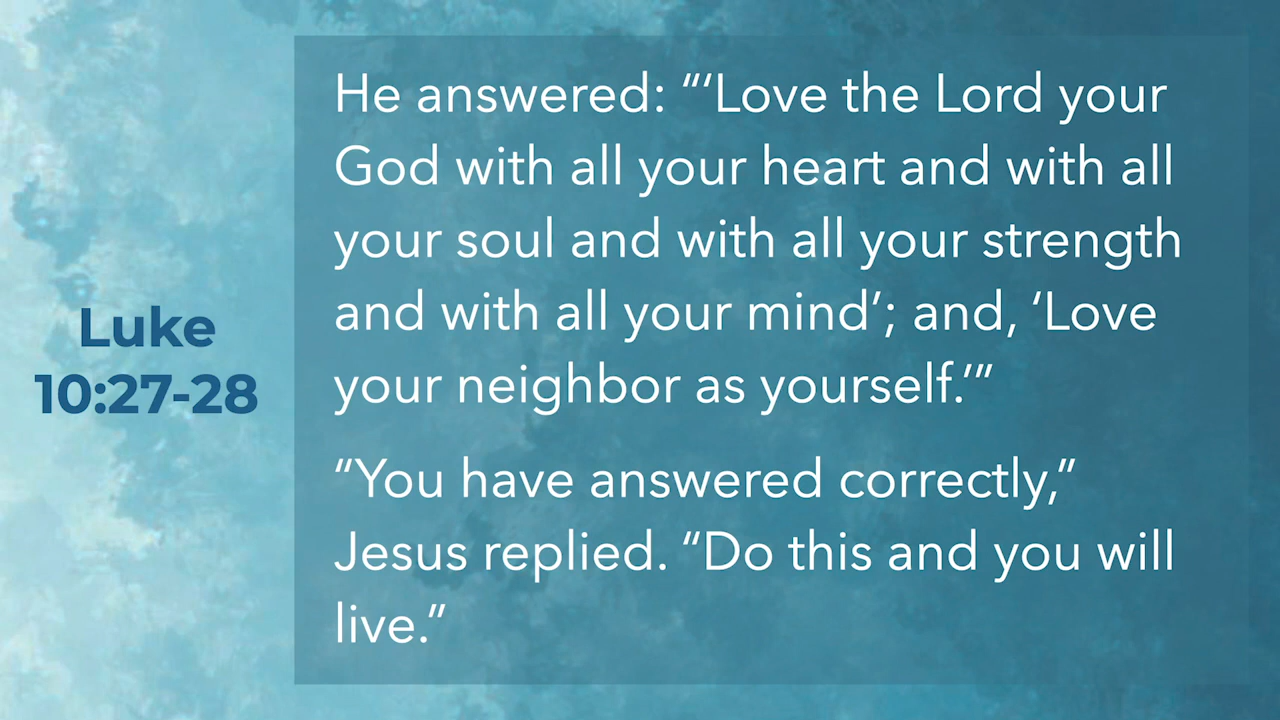 Luke
10:27-28
He answered: “‘Love the Lord your
God with all your heart and with all
your soul and with all your strength
and with all your mind’; and, ‘Love
your neighbor as yourself.’”
“You have answered correctly,”
Jesus replied. “Do this and you will
live.”